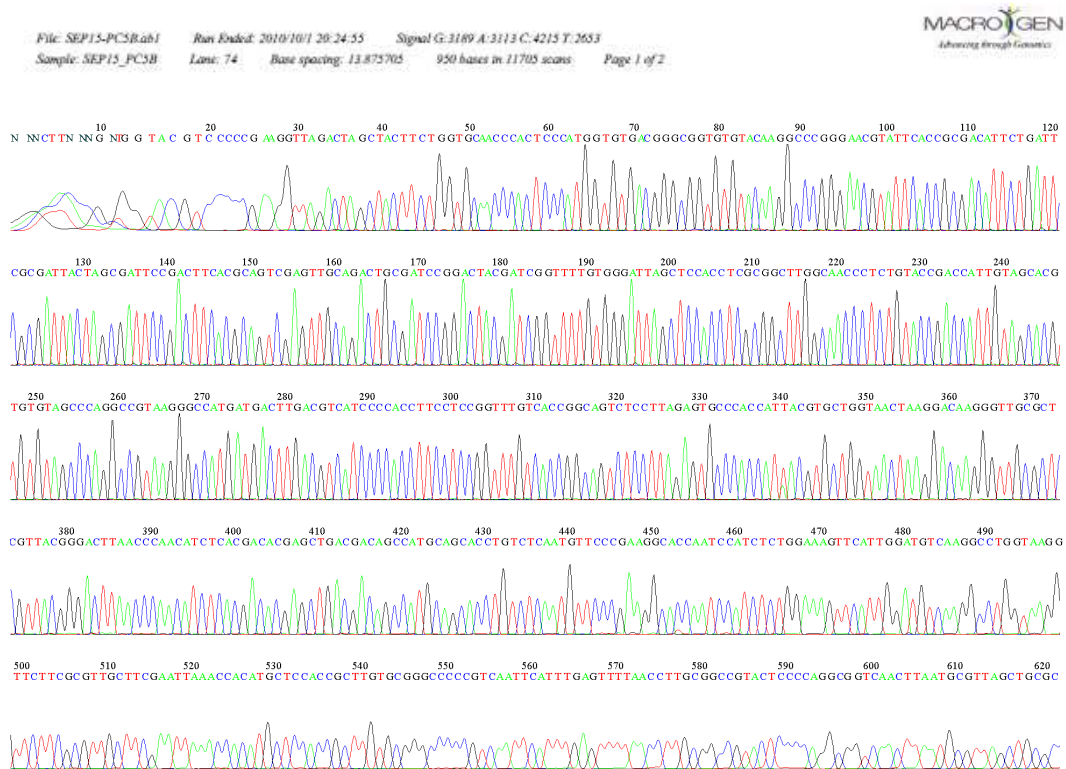 MACROGEN
Advancing through Genomics
File: SEP15-PC5B.ab1 Run Ended: 2010/10/1 20:24:55 Signal G:3189 A:3113 C:4215 T:2653
Sample: SEP15_PC5B Lane: 74 Base spacing: 13.875705 950 bases in 11705 scans Page 1 of 2
10 20 30 40 50 60 70 80 90 100 110 120
N NNCTTN NNG NTGG TAC GTC CCCCG AAGGTTAGACTAGCTACTTCTGGTGCAACCCACTCCCATGGTGTGACGGGCGGTGTGTACAAGGCCCGGGAACGTATTCACCGCGACATTCTGATT
130 140 150 160 170 180 190 200 210 220 230 240
CGCGATTACTAGCGATTCCGACTTCACGCAGTCGAGTTGCAGACTGCGATCCGGACTACGATCGGTTTTGTGGGATTAGCTCCACCTCGCGGCTTGGCAACCCTCTGTACCGACCATTGTAGCACG
250 260 270 280 290 300 310 320 330 340 350 360 370
TGTGTAGCCCAGGCCGTAAGGGCCATGATGACTTGACGTCATCCCCACCTTCCTCCGGTTTGTCACCGGCAGTCTCCTTAGAGTGCCCACCATTACGTGCTGGTAACTAAGGACAAGGGTTGCGCT
380 390 400 410 420 430 440 450 460 470 480 490
CGTTACGGGACTTAACCCAACATCTCACGACACGAGCTGACGACAGCCATGCAGCACCTGTCTCAATGTTCCCGAAGGCACCAATCCATCTCTGGAAAGTTCATTGGATGTCAAGGCCTGGTAAGG
500 510 520 530 540 550 560 570 580 590 600 610 620
TTCTTCGCGTTGCTTCGAATTAAACCACATGCTCCACCGCTTGTGCGGGCCCCCGTCAATTCATTTGAGTTTTAACCTTGCGGCCGTACTCCCCAGGCGGTCAACTTAATGCGTTAGCTGCGC